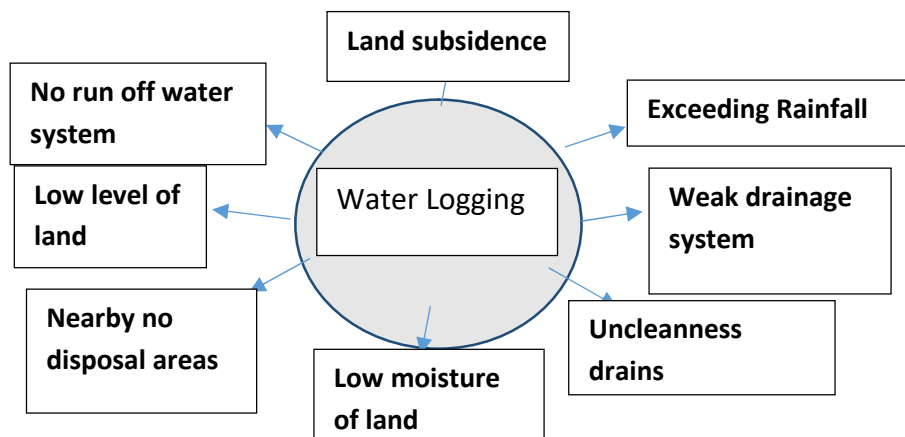 Land subsidence
No run off water
system
Exceeding Rainfall
Low level of
land
Water Logging
Weak drainage
system
Nearby no
disposal areas
Uncleanness
drains
Low moisture
of land